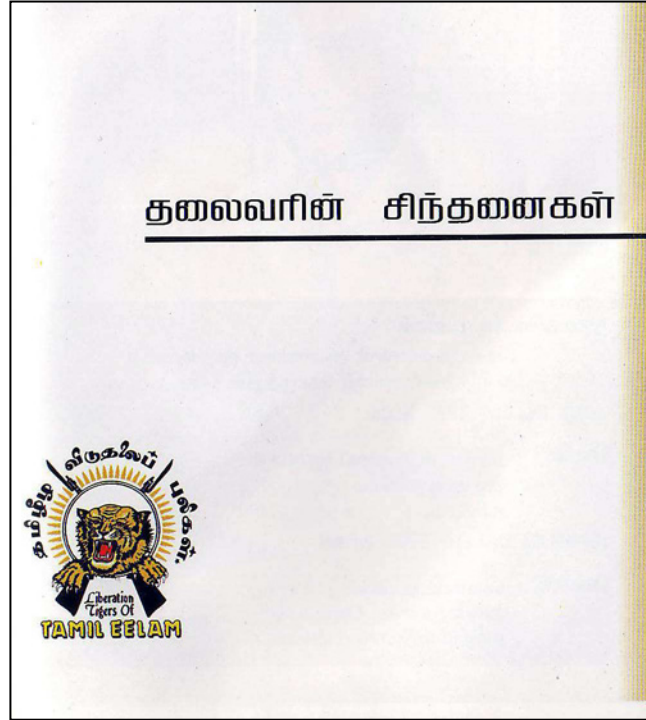 தலைவரின் சிந்தனைகள்
தமிழீழ விடுதலைப் புலிகள்.
Liberation
Tigers Of
TAMIL EELAM